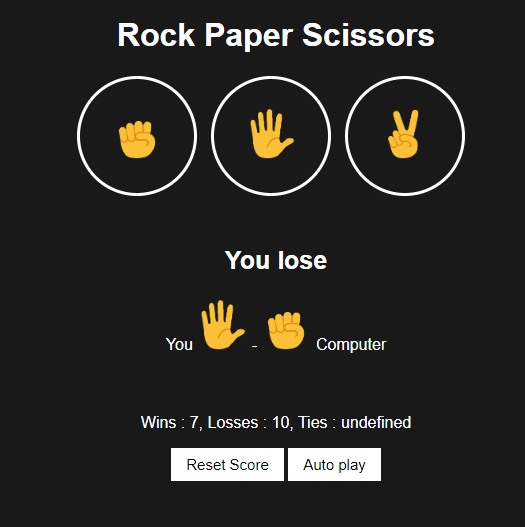 Rock Paper Scissors
You lose
You - Computer
Wins : 7, Losses : 10, Ties : undefined
Reset Score Auto play